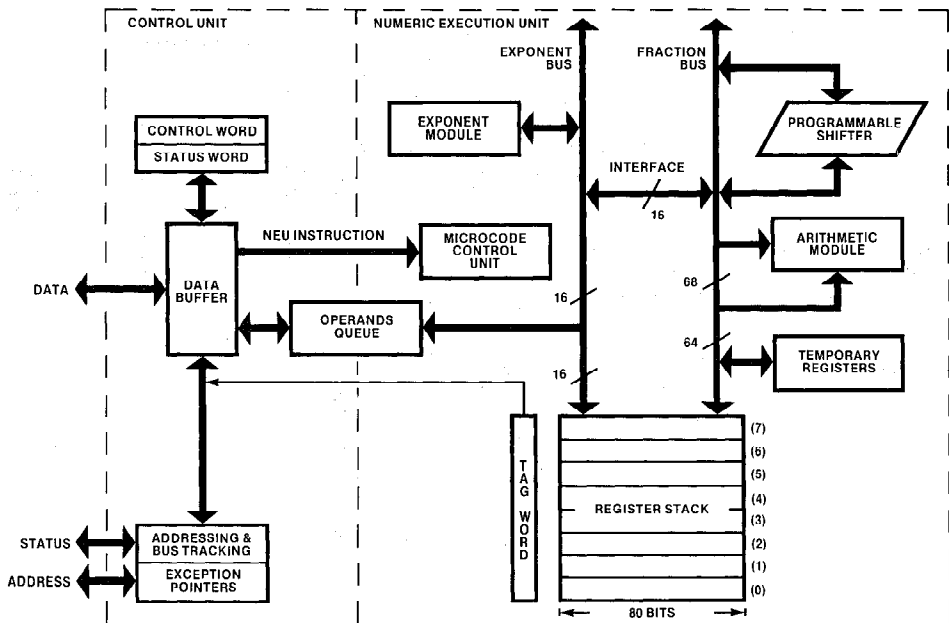 CONTROL UNIT
NUMERIC EXECUTION UNIT
EXPONENT
BUS
FRACTION
BUS
CONTROL WORD
STATUS WORD
EXPONENT
MODULE
PROGRAMMABLE
SHIFTER
INTERFACE
16
NEU INSTRUCTION
MICROCODE
CONTROL
UNIT
ARITHMETIC
MODULE
DATA
DATA
BUFFER
OPERANDS
QUEUE
16
68
64
16
TEMPORARY
REGISTERS
TAG WORD
REGISTER STACK
(7)
(6)
(5)
(4)
(3)
(2)
(1)
(0)
80 BITS
STATUS
ADDRESS
ADDRESSING &
BUS TRACKING
EXCEPTION
POINTERS